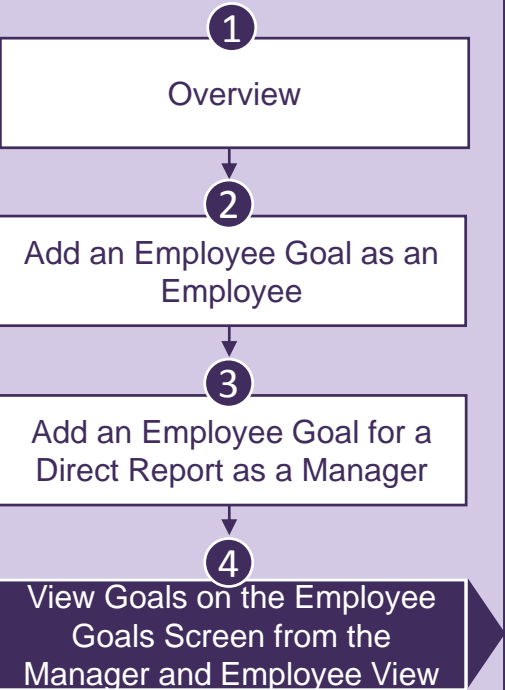 1
Overview
2
Add an Employee Goal as an
Employee
3
Add an Employee Goal for a
Direct Report as a Manager
4
View Goals on the Employee
Goals Screen from the
Manager and Employee View